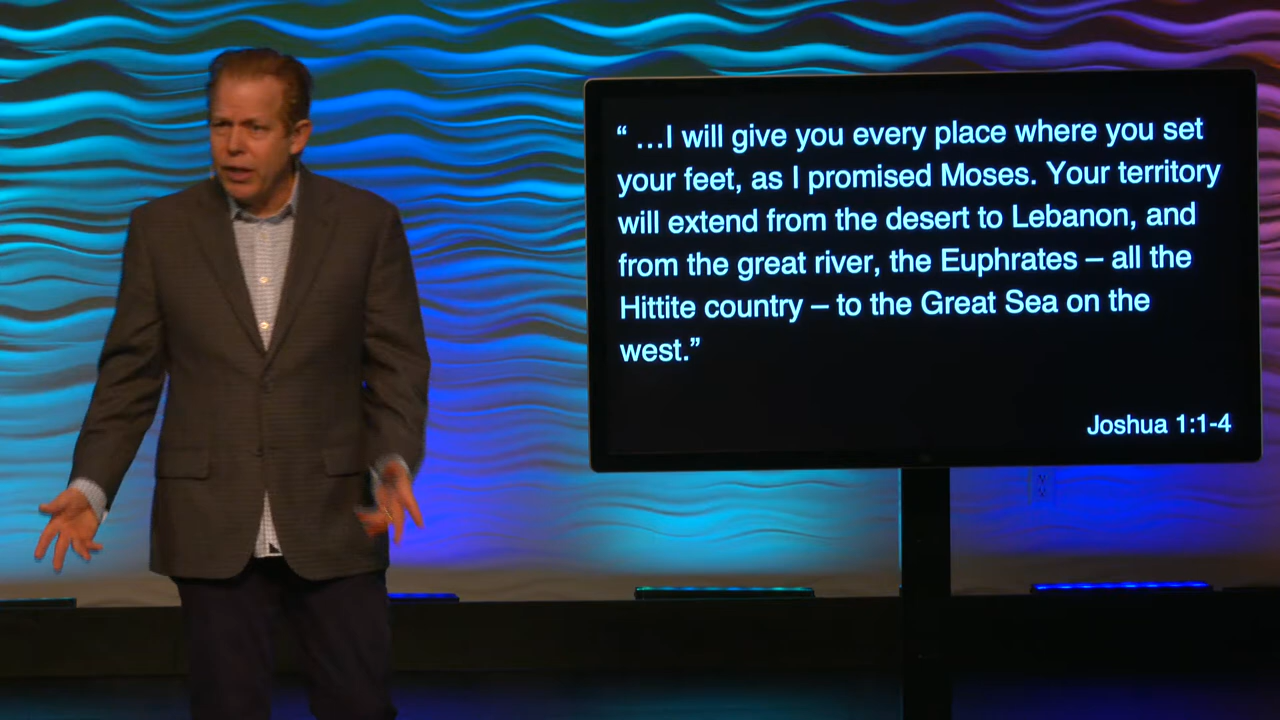 “ ...I will give you every place where you set
your feet, as I promised Moses. Your territory
will extend from the desert to Lebanon, and
from the great river, the Euphrates – all the
Hittite country – to the Great Sea on the
west.”
Joshua 1:1-4